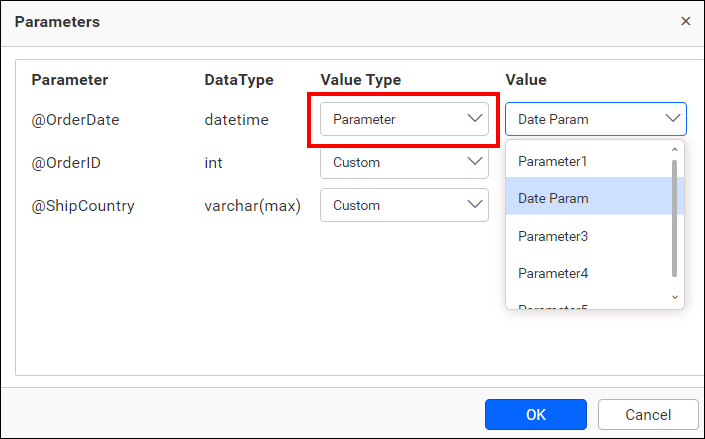 Parameters
Parameter DataType Value Type Value
@OrderDate datetime Parameter Date Param
@OrderID int Custom
@ShipCountry varchar(max) Custom
Parameter1
Date Param
Parameter3
Parameter4
Parameter5
OK Cancel